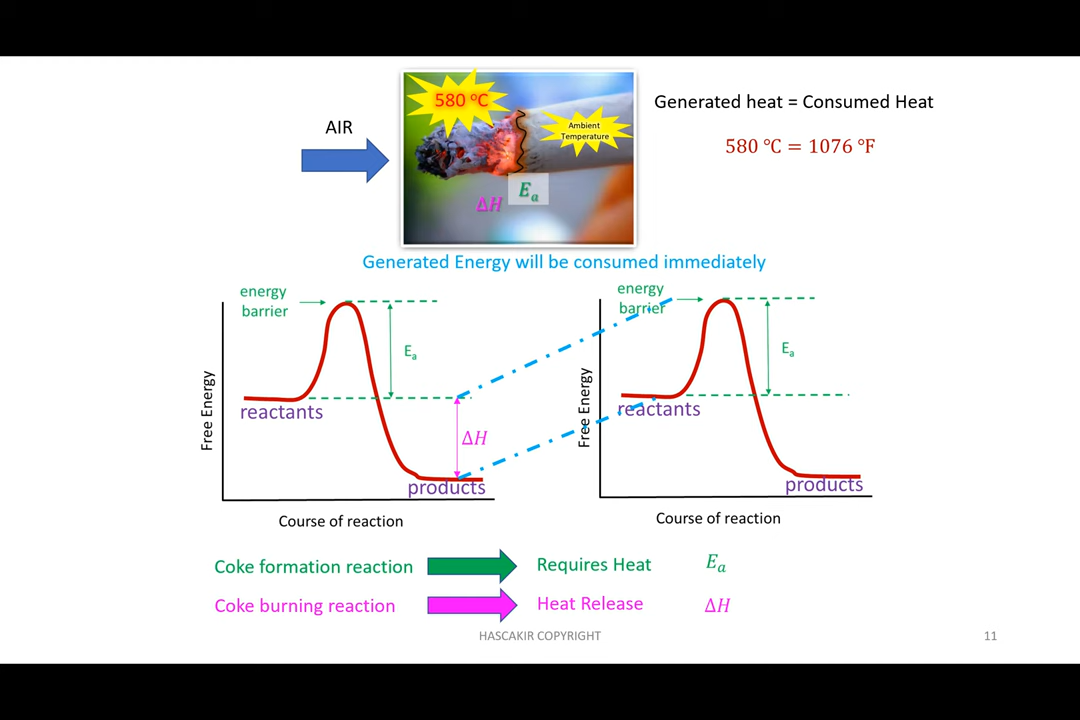 580 °C
Ambient
Temperature
AIR
Eₐ
ΔH
Generated heat = Consumed Heat
580 °C = 1076 °F
Generated Energy will be consumed immediately
energy
barrier
Eₐ
reactants
ΔH
products
Free Energy
Course of reaction
energy
barrier
Eₐ
reactants
products
Free Energy
Course of reaction
Coke formation reaction Requires Heat Eₐ
Coke burning reaction Heat Release ΔH
HASCAKIR COPYRIGHT
11